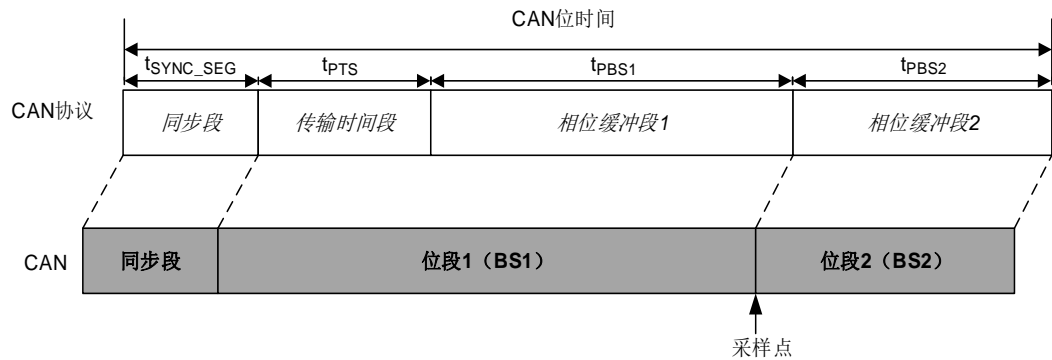 CAN位时间
tSYNC_SEG tPTS tPBS1 tPBS2
CAN协议 同步段 传输时间段 相位缓冲段1 相位缓冲段2
CAN 同步段 位段1（BS1） 位段2（BS2）
采样点